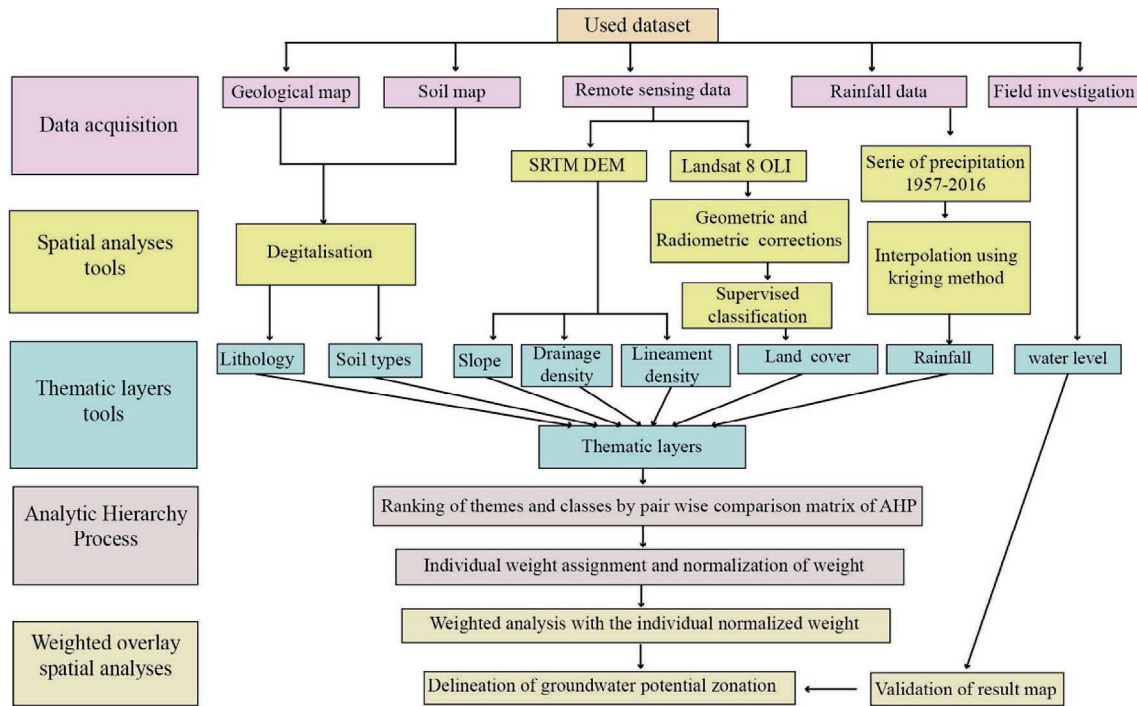 Used dataset
Data acquisition
Geological map
Soil map
Remote sensing data
Rainfall data
Field investigation
SRTM DEM
Landsat 8 OLI
Serie of precipitation
1957-2016
Spatial analyses
tools
Degitalisation
Geometric and
Radiometric corrections
Interpolation using
kriging method
Supervised
classification
Thematic layers
tools
Lithology
Soil types
Slope
Drainage
density
Lineament
density
Land cover
Rainfall
water level
Thematic layers
Analytic Hierarchy
Process
Ranking of themes and classes by pair wise comparison matrix of AHP
Individual weight assignment and normalization of weight
Weighted overlay
spatial analyses
Weighted analysis with the individual normalized weight
Delineation of groundwater potential zonation
Validation of result map